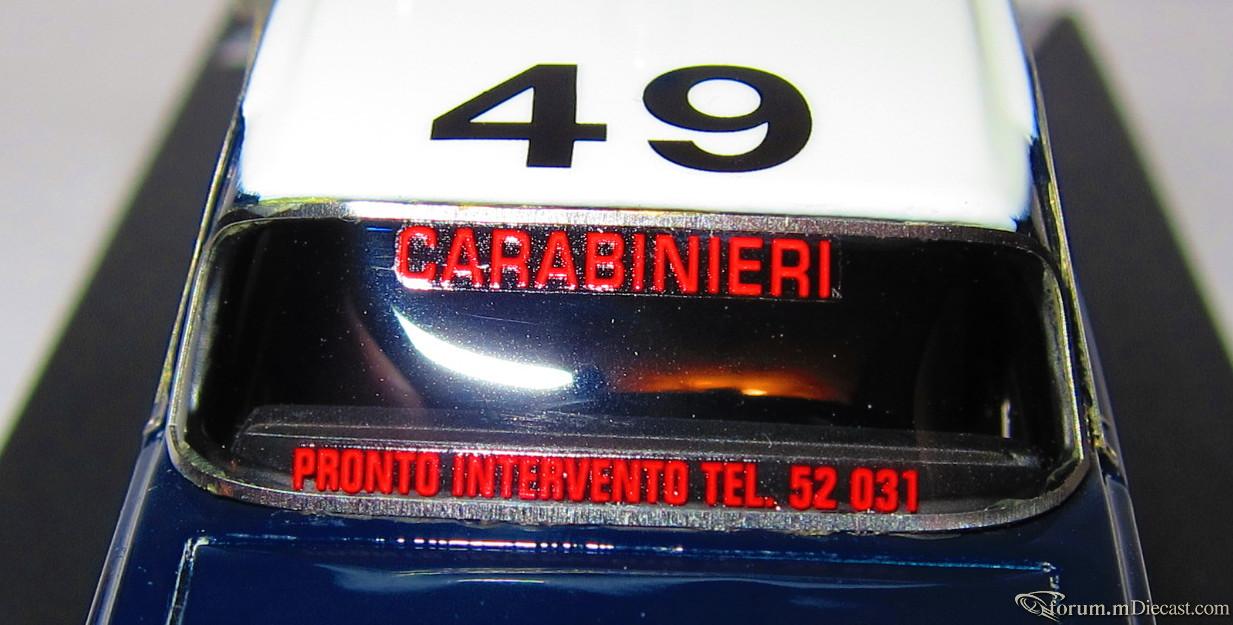 49
CARABINIERI
PRONTO INTERVENTO TEL. 52 031
forum.mDiecast.com